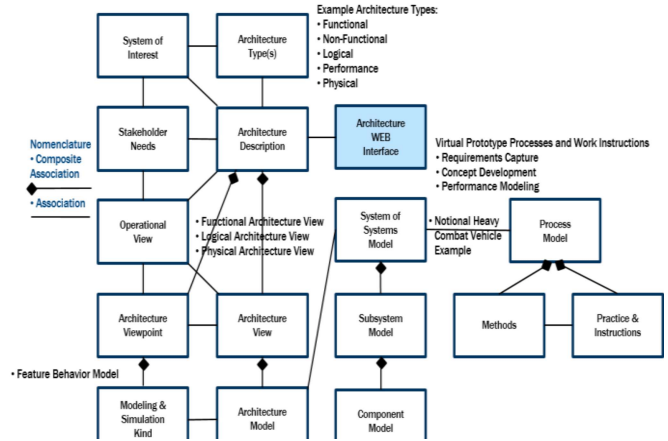 Example Architecture Types:
• Functional
• Non-Functional
• Logical
• Performance
• Physical
System of
Interest
Architecture
Type(s)
Stakeholder
Needs
Architecture
Description
Architecture
WEB
Interface
Nomenclature
• Composite
Association
• Association
Virtual Prototype Processes and Work Instructions
• Requirements Capture
• Concept Development
• Performance Modeling
Operational
View
• Functional Architecture View
• Logical Architecture View
• Physical Architecture View
System of
Systems
Model
• Notional Heavy
Combat Vehicle
Example
Process
Model
Architecture
Viewpoint
Architecture
View
Subsystem
Model
Methods
Practice &
Instructions
• Feature Behavior Model
Modeling &
Simulation
Kind
Architecture
Model
Component
Model